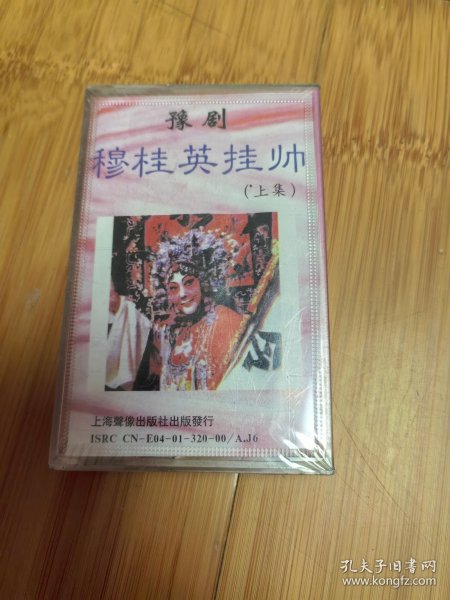 豫剧
穆桂英挂帅
(上集)
上海聲像出版社出版發行
ISRC CN-E04-01-320-00/A.J6
孔夫子旧书网
www.kongfz.com